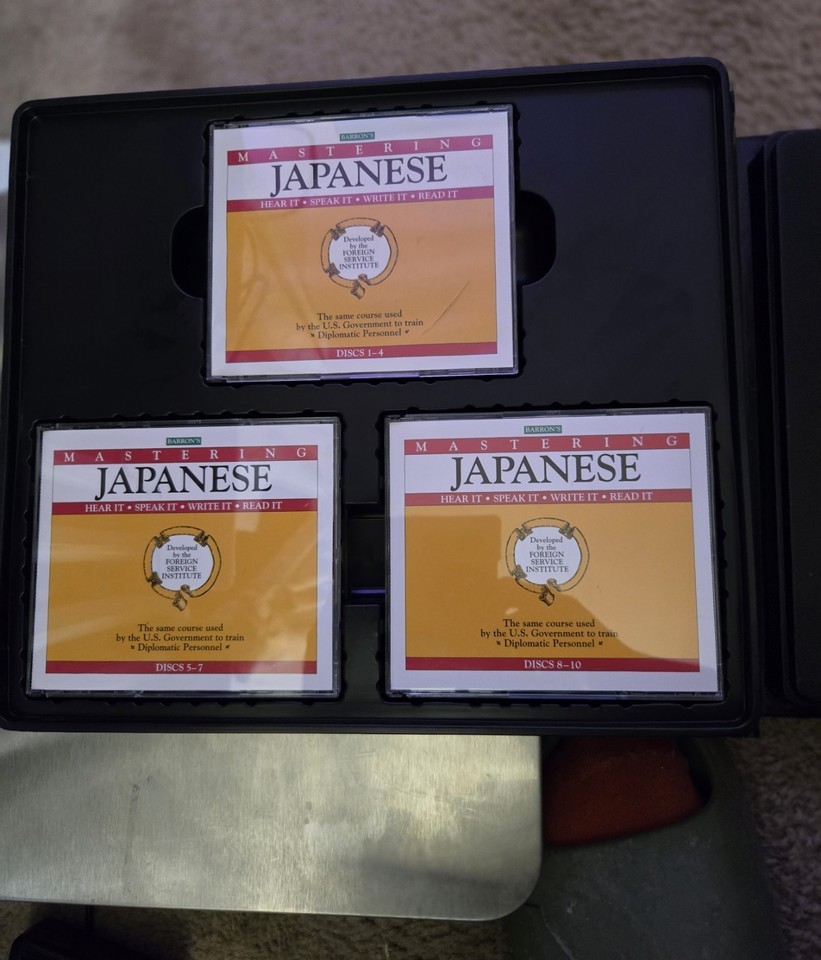 BARRON'S
MASTERING
JAPANESE
HEAR IT • SPEAK IT • WRITE IT • READ IT
Developed
by the
FOREIGN
SERVICE
INSTITUTE
The same course used
by the U.S. Government to train
Diplomatic Personnel
DISCS 1–4
BARRON'S
MASTERING
JAPANESE
HEAR IT • SPEAK IT • WRITE IT • READ IT
Developed
by the
FOREIGN
SERVICE
INSTITUTE
The same course used
by the U.S. Government to train
Diplomatic Personnel
DISCS 5–7
BARRON'S
MASTERING
JAPANESE
HEAR IT • SPEAK IT • WRITE IT • READ IT
Developed
by the
FOREIGN
SERVICE
INSTITUTE
The same course used
by the U.S. Government to train
Diplomatic Personnel
DISCS 8–10